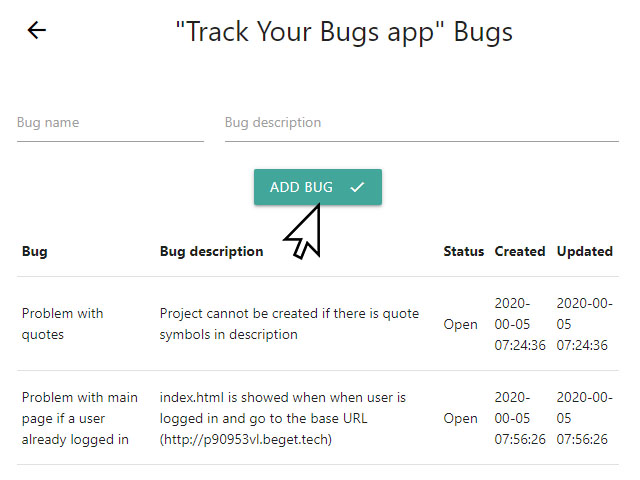 "Track Your Bugs app" Bugs
Bug name
Bug description
ADD BUG
Bug
Bug description
Status
Created
Updated
Problem with
quotes
Project cannot be created if there is quote
symbols in description
Open
2020-
00-05
07:24:36
2020-00-
05
07:24:36
Problem with main
page if a user
already logged in
index.html is showed when when user is
logged in and go to the base URL
(http://p90953vl.beget.tech)
Open
2020-
00-05
07:56:26
2020-00-
05
07:56:26